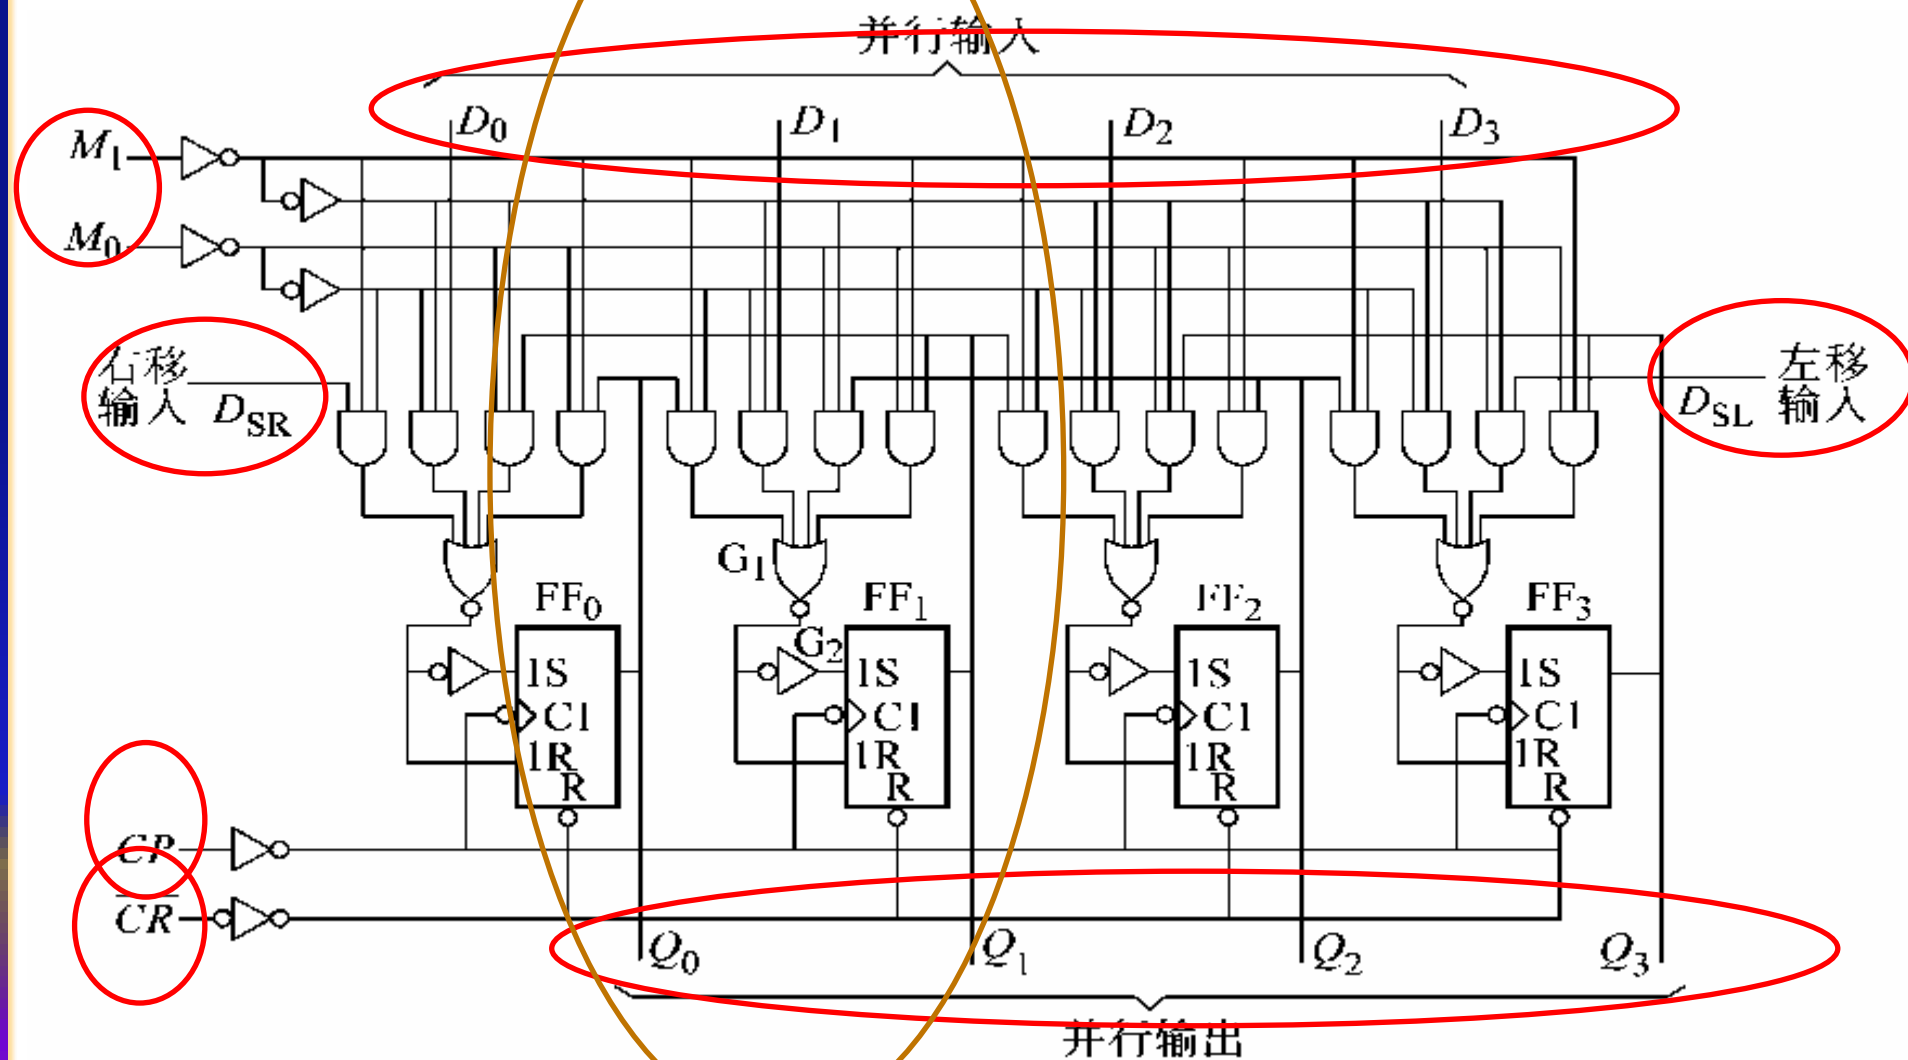 并行输入
D0 D1 D2 D3
M1
M0
右移
输入 DSR
左移
输入
DSL
G1
FF0 FF1 FF2 FF3
G2
1S 1S 1S 1S
C1 C1 C1 C1
1R 1R 1R 1R
R R R R
CP
C̅R̅
Q0 Q1 Q2 Q3
并行输出